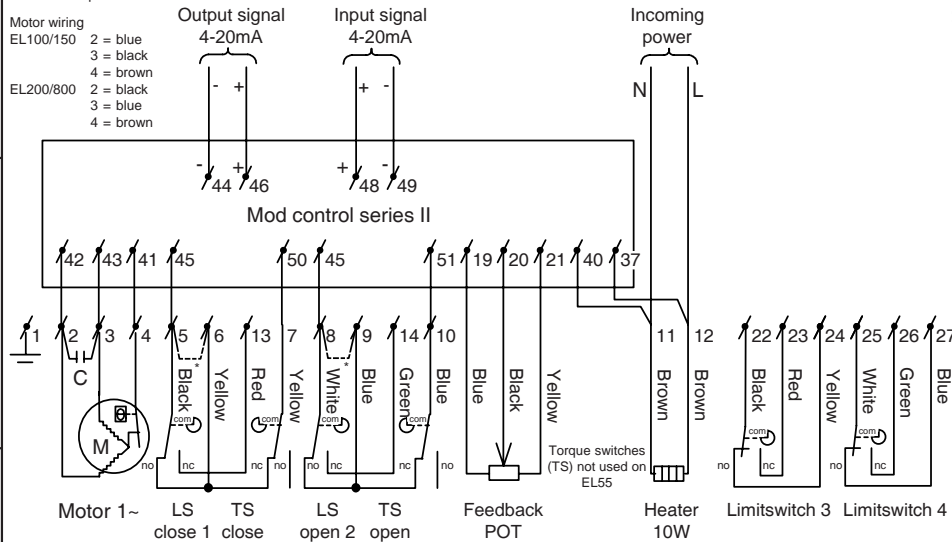 Motor wiring
EL100/150 2 = blue
3 = black
4 = brown
EL200/800 2 = black
3 = blue
4 = brown
Output signal
4-20mA
Input signal
4-20mA
Incoming
power
- +
+ -
N L
- 44 + 46 + 48 - 49
Mod control series II
42 43 41 45 50 45 51 19 20 21 40 37
1 2 3 4 5 6 13 7 8 9 14 10 11 12 22 23 24 25 26 27
C
* *
Black Yellow Red Yellow White Blue Green Blue Black Yellow Brown Brown Black Red Yellow White Green Blue
M
com com com com com com
no nc nc no no nc nc no no nc no nc
Torque switches
(TS) not used on
EL55
Motor 1~
LS
close 1
TS
close
LS
open 2
TS
open
Feedback
POT
Heater
10W
Limitswitch 3
Limitswitch 4